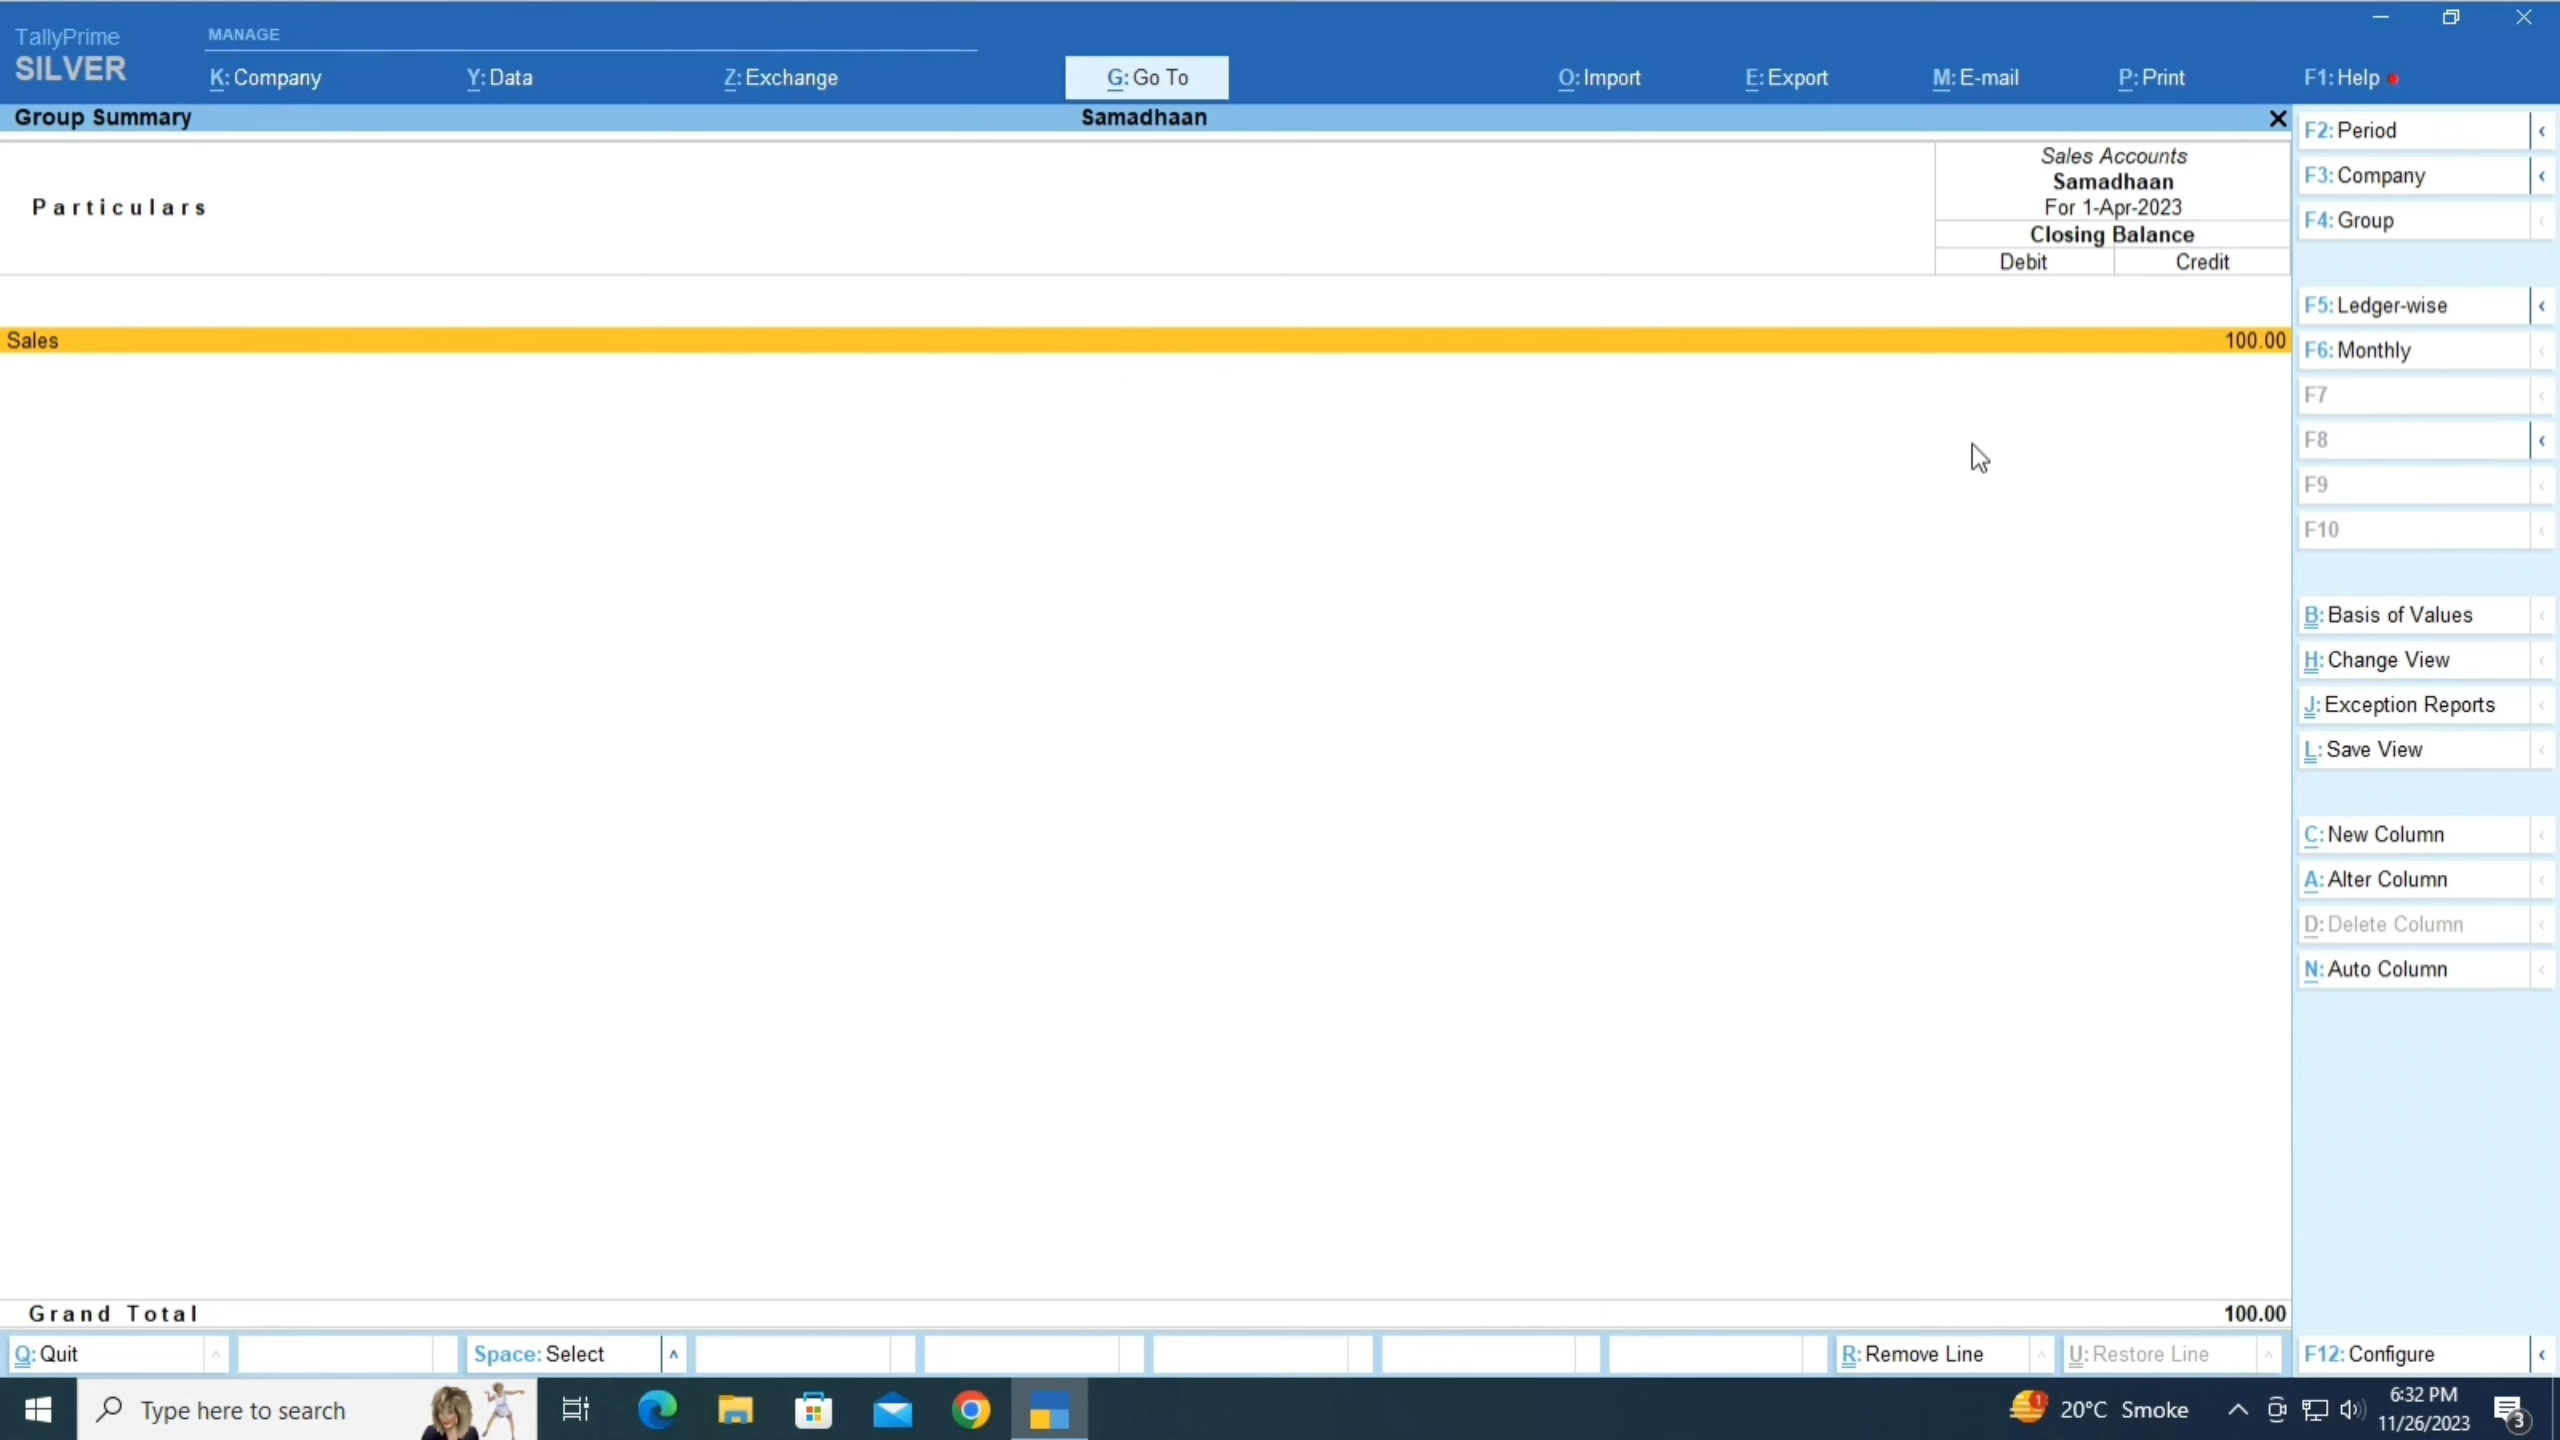 TallyPrime
SILVER
MANAGE
K: Company
Y: Data
Z: Exchange
G: Go To
O: Import
E: Export
M: E-mail
P: Print
F1: Help
Group Summary
Samadhaan
Particulars
Sales Accounts
Samadhaan
For 1-Apr-2023
Closing Balance
Debit
Credit
Sales
100.00
Grand Total
100.00
F2: Period
F3: Company
F4: Group
F5: Ledger-wise
F6: Monthly
F7
F8
F9
F10
B: Basis of Values
H: Change View
J: Exception Reports
L: Save View
C: New Column
A: Alter Column
D: Delete Column
N: Auto Column
Q: Quit
Space: Select
R: Remove Line
U: Restore Line
F12: Configure
Type here to search
1
20°C Smoke
6:32 PM
11/26/2023
3